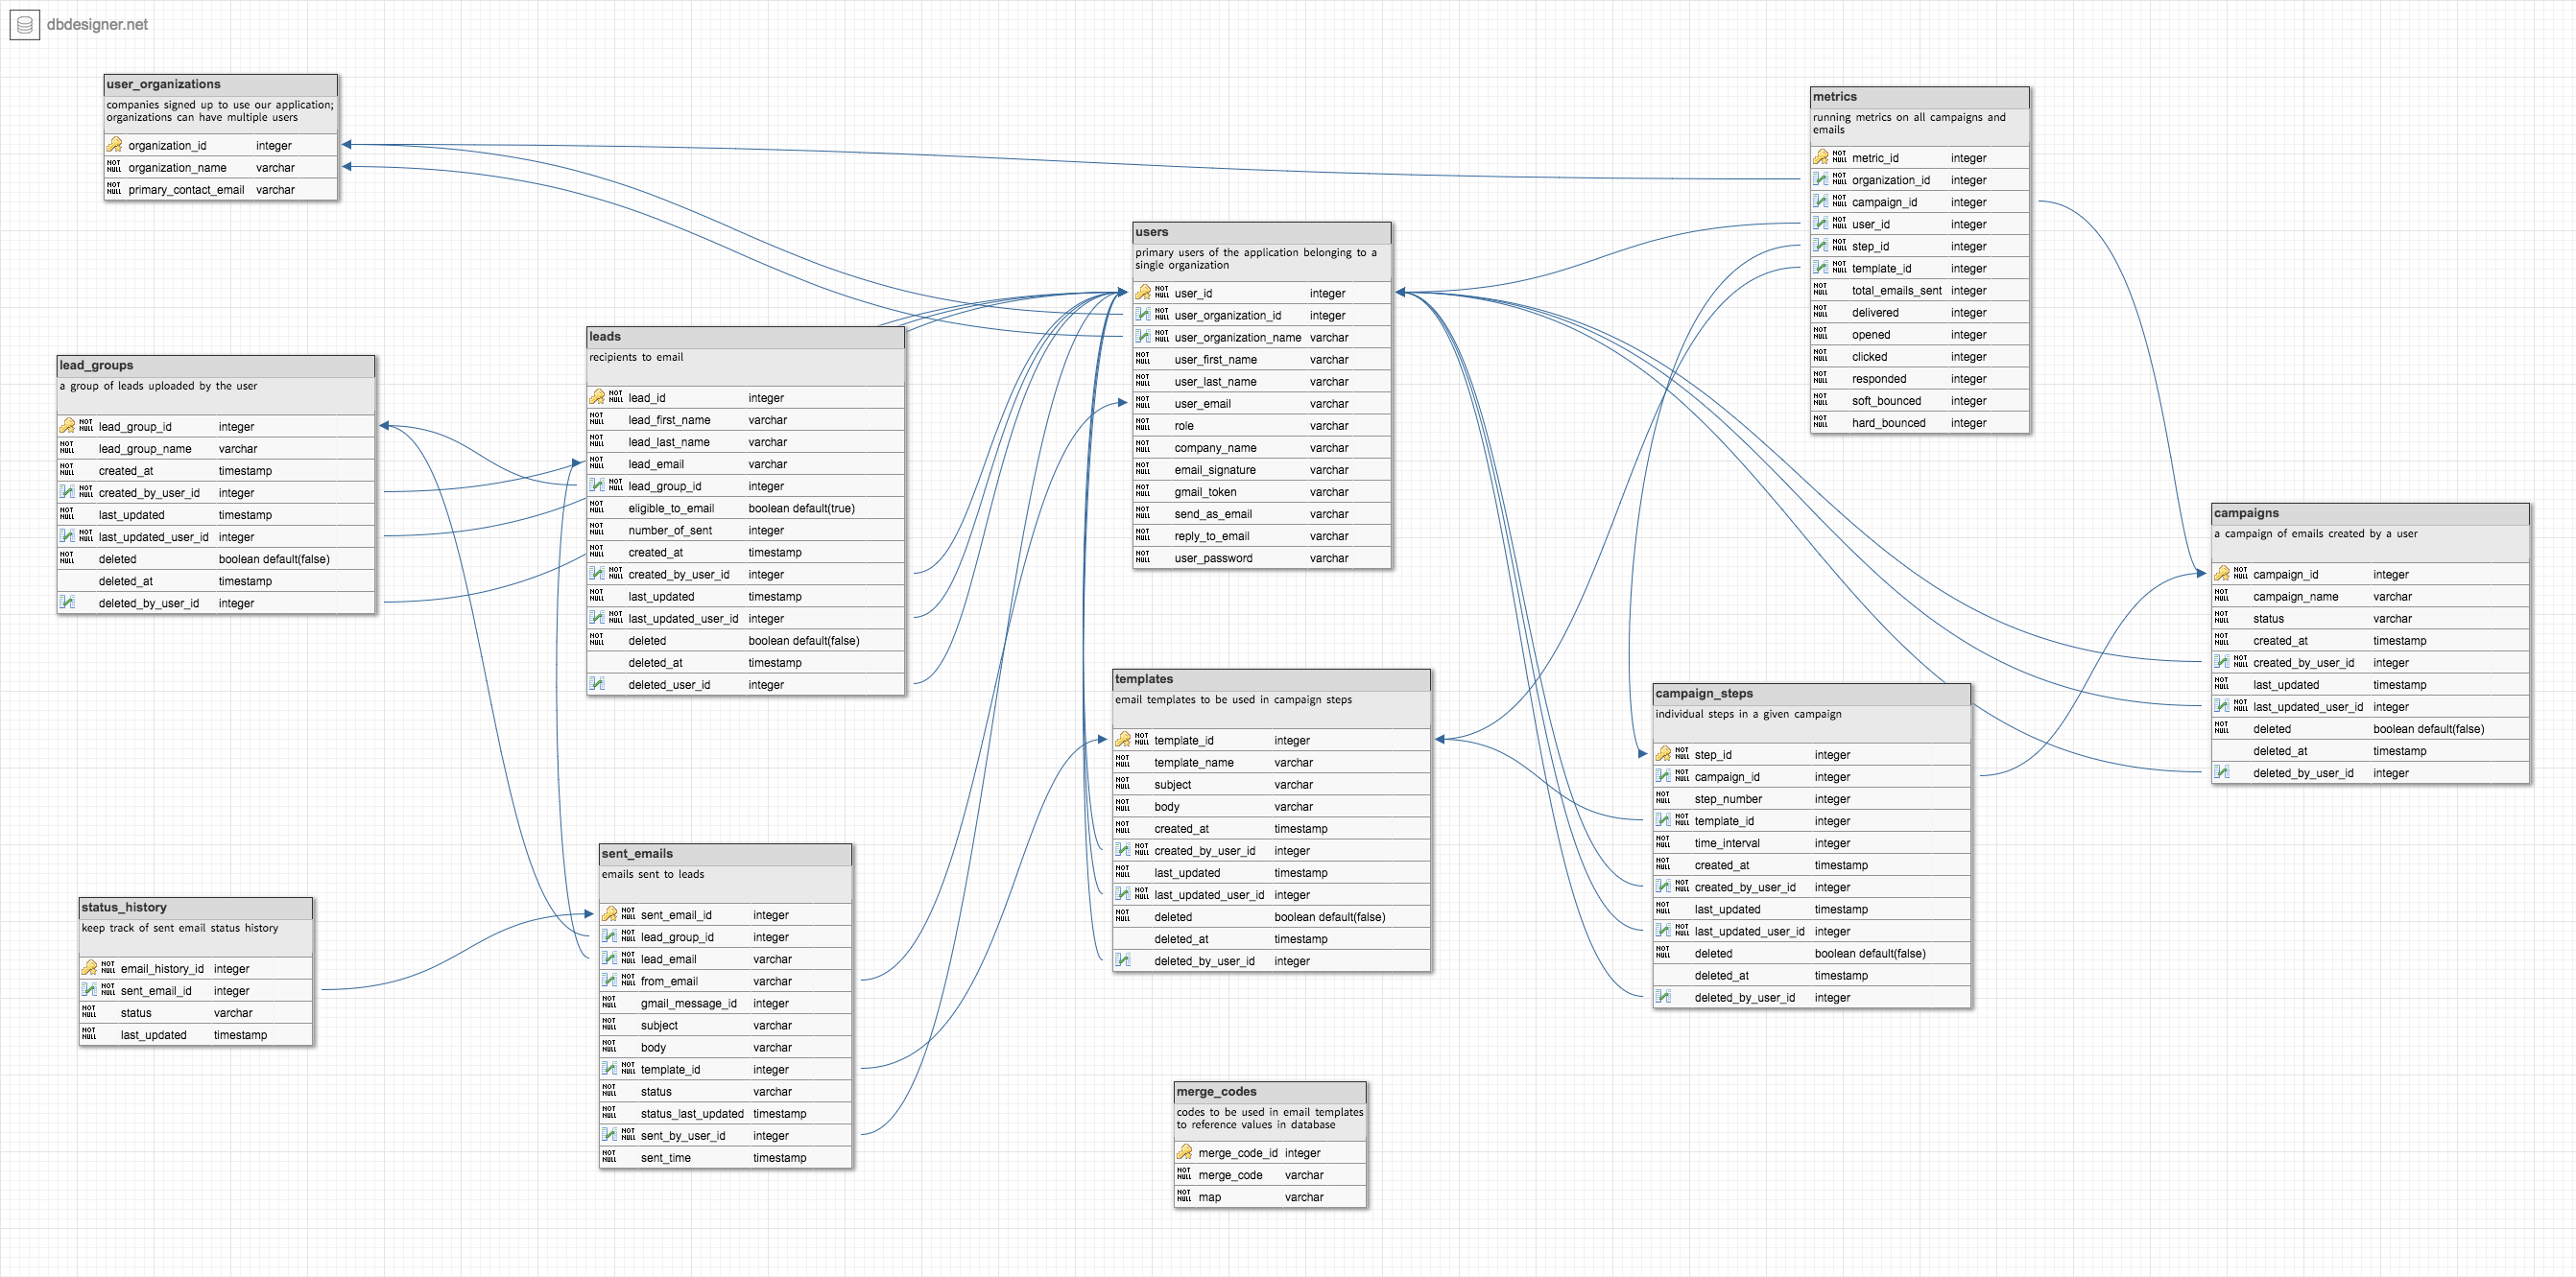 dbdesigner.net
user_organizations
companies signed up to use our application;
organizations can have multiple users
organization_id integer
NOT NULL organization_name varchar
NOT NULL primary_contact_email varchar
metrics
running metrics on all campaigns and
emails
NOT NULL metric_id integer
NOT NULL organization_id integer
NOT NULL campaign_id integer
NOT NULL user_id integer
NOT NULL step_id integer
NOT NULL template_id integer
NOT NULL total_emails_sent integer
NOT NULL delivered integer
NOT NULL opened integer
NOT NULL clicked integer
NOT NULL responded integer
NOT NULL soft_bounced integer
NOT NULL hard_bounced integer
users
primary users of the application belonging to a
single organization
NOT NULL user_id integer
NOT NULL user_organization_id integer
NOT NULL user_organization_name varchar
NOT NULL user_first_name varchar
NOT NULL user_last_name varchar
NOT NULL user_email varchar
NOT NULL role varchar
NOT NULL company_name varchar
NOT NULL email_signature varchar
NOT NULL gmail_token varchar
NOT NULL send_as_email varchar
NOT NULL reply_to_email varchar
NOT NULL user_password varchar
leads
recipients to email
NOT NULL lead_id integer
NOT NULL lead_first_name varchar
NOT NULL lead_last_name varchar
NOT NULL lead_email varchar
NOT NULL lead_group_id integer
NOT NULL eligible_to_email boolean default(true)
NOT NULL number_of_sent integer
NOT NULL created_at timestamp
NOT NULL created_by_user_id integer
NOT NULL last_updated timestamp
NOT NULL last_updated_user_id integer
NOT NULL deleted boolean default(false)
deleted_at timestamp
deleted_user_id integer
lead_groups
a group of leads uploaded by the user
NOT NULL lead_group_id integer
NOT NULL lead_group_name varchar
NOT NULL created_at timestamp
NOT NULL created_by_user_id integer
NOT NULL last_updated timestamp
NOT NULL last_updated_user_id integer
NOT NULL deleted boolean default(false)
deleted_at timestamp
deleted_by_user_id integer
campaigns
a campaign of emails created by a user
NOT NULL campaign_id integer
NOT NULL campaign_name varchar
NOT NULL status varchar
NOT NULL created_at timestamp
NOT NULL created_by_user_id integer
NOT NULL last_updated timestamp
NOT NULL last_updated_user_id integer
NOT NULL deleted boolean default(false)
deleted_at timestamp
deleted_by_user_id integer
templates
email templates to be used in campaign steps
NOT NULL template_id integer
NOT NULL template_name varchar
NOT NULL subject varchar
NOT NULL body varchar
NOT NULL created_at timestamp
NOT NULL created_by_user_id integer
NOT NULL last_updated timestamp
NOT NULL last_updated_user_id integer
NOT NULL deleted boolean default(false)
deleted_at timestamp
deleted_by_user_id integer
campaign_steps
individual steps in a given campaign
NOT NULL step_id integer
NOT NULL campaign_id integer
NOT NULL step_number integer
NOT NULL template_id integer
NOT NULL time_interval integer
NOT NULL created_at timestamp
NOT NULL created_by_user_id integer
NOT NULL last_updated timestamp
NOT NULL last_updated_user_id integer
NOT NULL deleted boolean default(false)
deleted_at timestamp
deleted_by_user_id integer
sent_emails
emails sent to leads
NOT NULL sent_email_id integer
NOT NULL lead_group_id integer
NOT NULL lead_email varchar
NOT NULL from_email varchar
NOT NULL gmail_message_id integer
NOT NULL subject varchar
NOT NULL body varchar
NOT NULL template_id integer
NOT NULL status varchar
NOT NULL status_last_updated timestamp
NOT NULL sent_by_user_id integer
NOT NULL sent_time timestamp
status_history
keep track of sent email status history
NOT NULL email_history_id integer
NOT NULL sent_email_id integer
NOT NULL status varchar
NOT NULL last_updated timestamp
merge_codes
codes to be used in email templates
to reference values in database
merge_code_id integer
NOT NULL merge_code varchar
NOT NULL map varchar